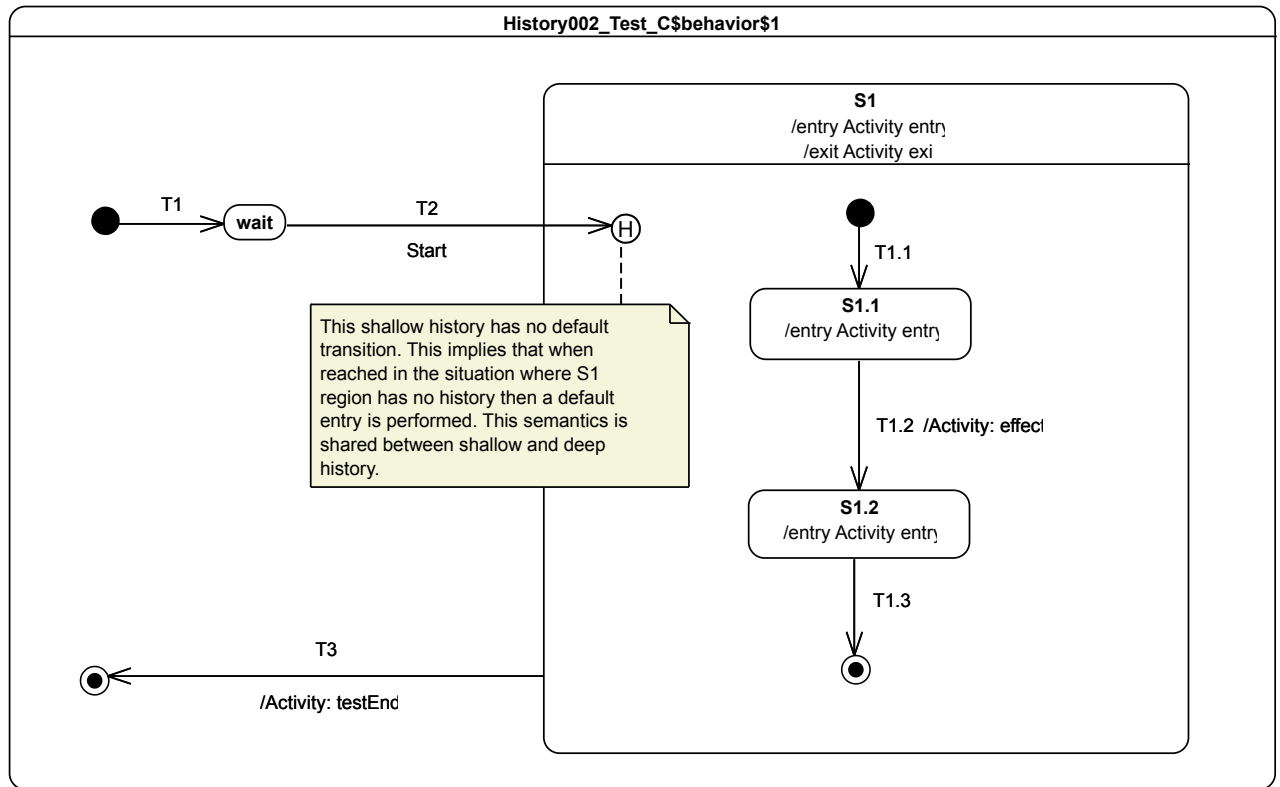 History002_Test_C$behavior$1
S1
/entry Activity entry
/exit Activity exi
T1
wait
T2
Start
H
T1.1
S1.1
/entry Activity entry
This shallow history has no default
transition. This implies that when
reached in the situation where S1
region has no history then a default
entry is performed. This semantics is
shared between shallow and deep
history.
T1.2 /Activity: effect
S1.2
/entry Activity entry
T1.3
T3
/Activity: testEnd